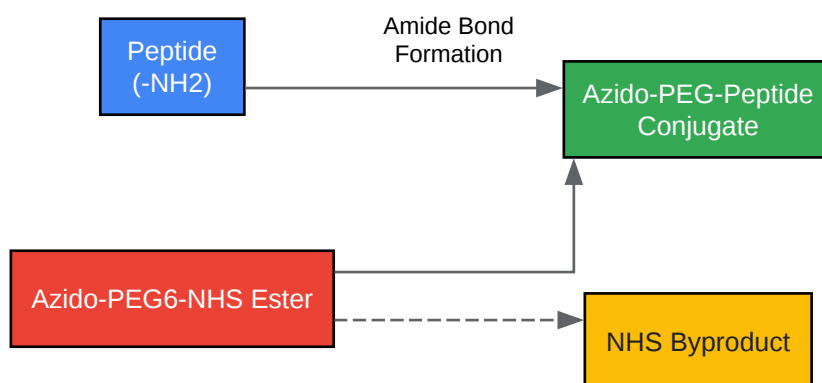 Peptide
(-NH2)
Amide Bond
Formation
Azido-PEG-Peptide
Conjugate
Azido-PEG6-NHS Ester
NHS Byproduct